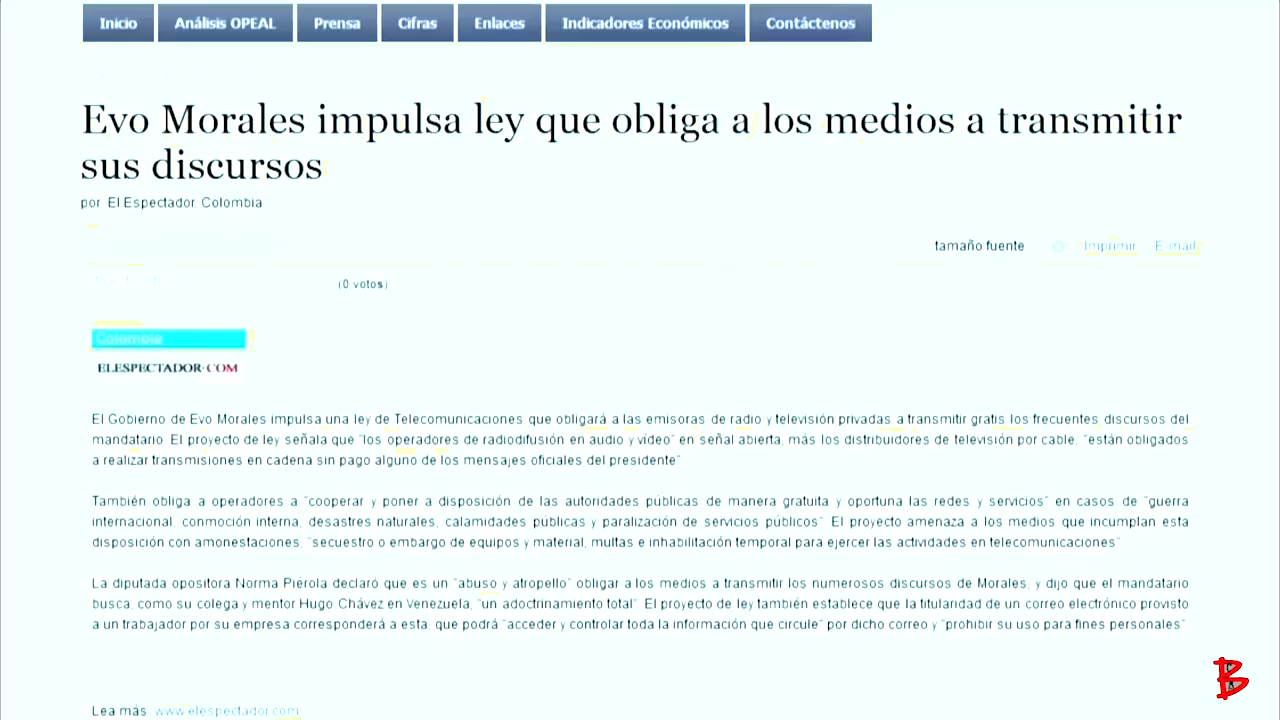 Inicio Análisis OPEAL Prensa Cifras Enlaces Indicadores Económicos Contáctenos
Evo Morales impulsa ley que obliga a los medios a transmitir
sus discursos
por El Espectador Colombia
tamaño fuente Imprimir E-mail
(0 votos)
Colombia
ELESPECTADOR·COM
El Gobierno de Evo Morales impulsa una ley de Telecomunicaciones que obligará a las emisoras de radio y televisión privadas a transmitir gratis los frecuentes discursos del
mandatario. El proyecto de ley señala que "los operadores de radiodifusión en audio y vídeo" en señal abierta, más los distribuidores de televisión por cable, "están obligados
a realizar transmisiones en cadena sin pago alguno de los mensajes oficiales del presidente"
También obliga a operadores a "cooperar y poner a disposición de las autoridades públicas de manera gratuita y oportuna las redes y servicios" en casos de "guerra
internacional, conmoción interna, desastres naturales, calamidades públicas y paralización de servicios públicos" El proyecto amenaza a los medios que incumplan esta
disposición con amonestaciones, "secuestro o embargo de equipos y material, multas e inhabilitación temporal para ejercer las actividades en telecomunicaciones"
La diputada opositora Norma Piérola declaró que es un "abuso y atropello" obligar a los medios a transmitir los numerosos discursos de Morales, y dijo que el mandatario
busca, como su colega y mentor Hugo Chávez en Venezuela, "un adoctrinamiento total" El proyecto de ley también establece que la titularidad de un correo electrónico provisto
a un trabajador por su empresa corresponderá a esta, que podrá "acceder y controlar toda la información que circule" por dicho correo y "prohibir su uso para fines personales"
Lea más www.elespectador.com
B